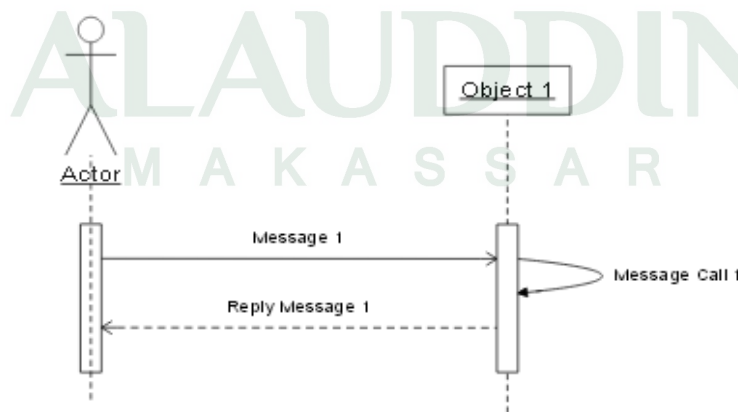 ALAUDDIN
MAKASSAR
Actor
Object 1
Message 1
Message Call 1
Reply Message 1